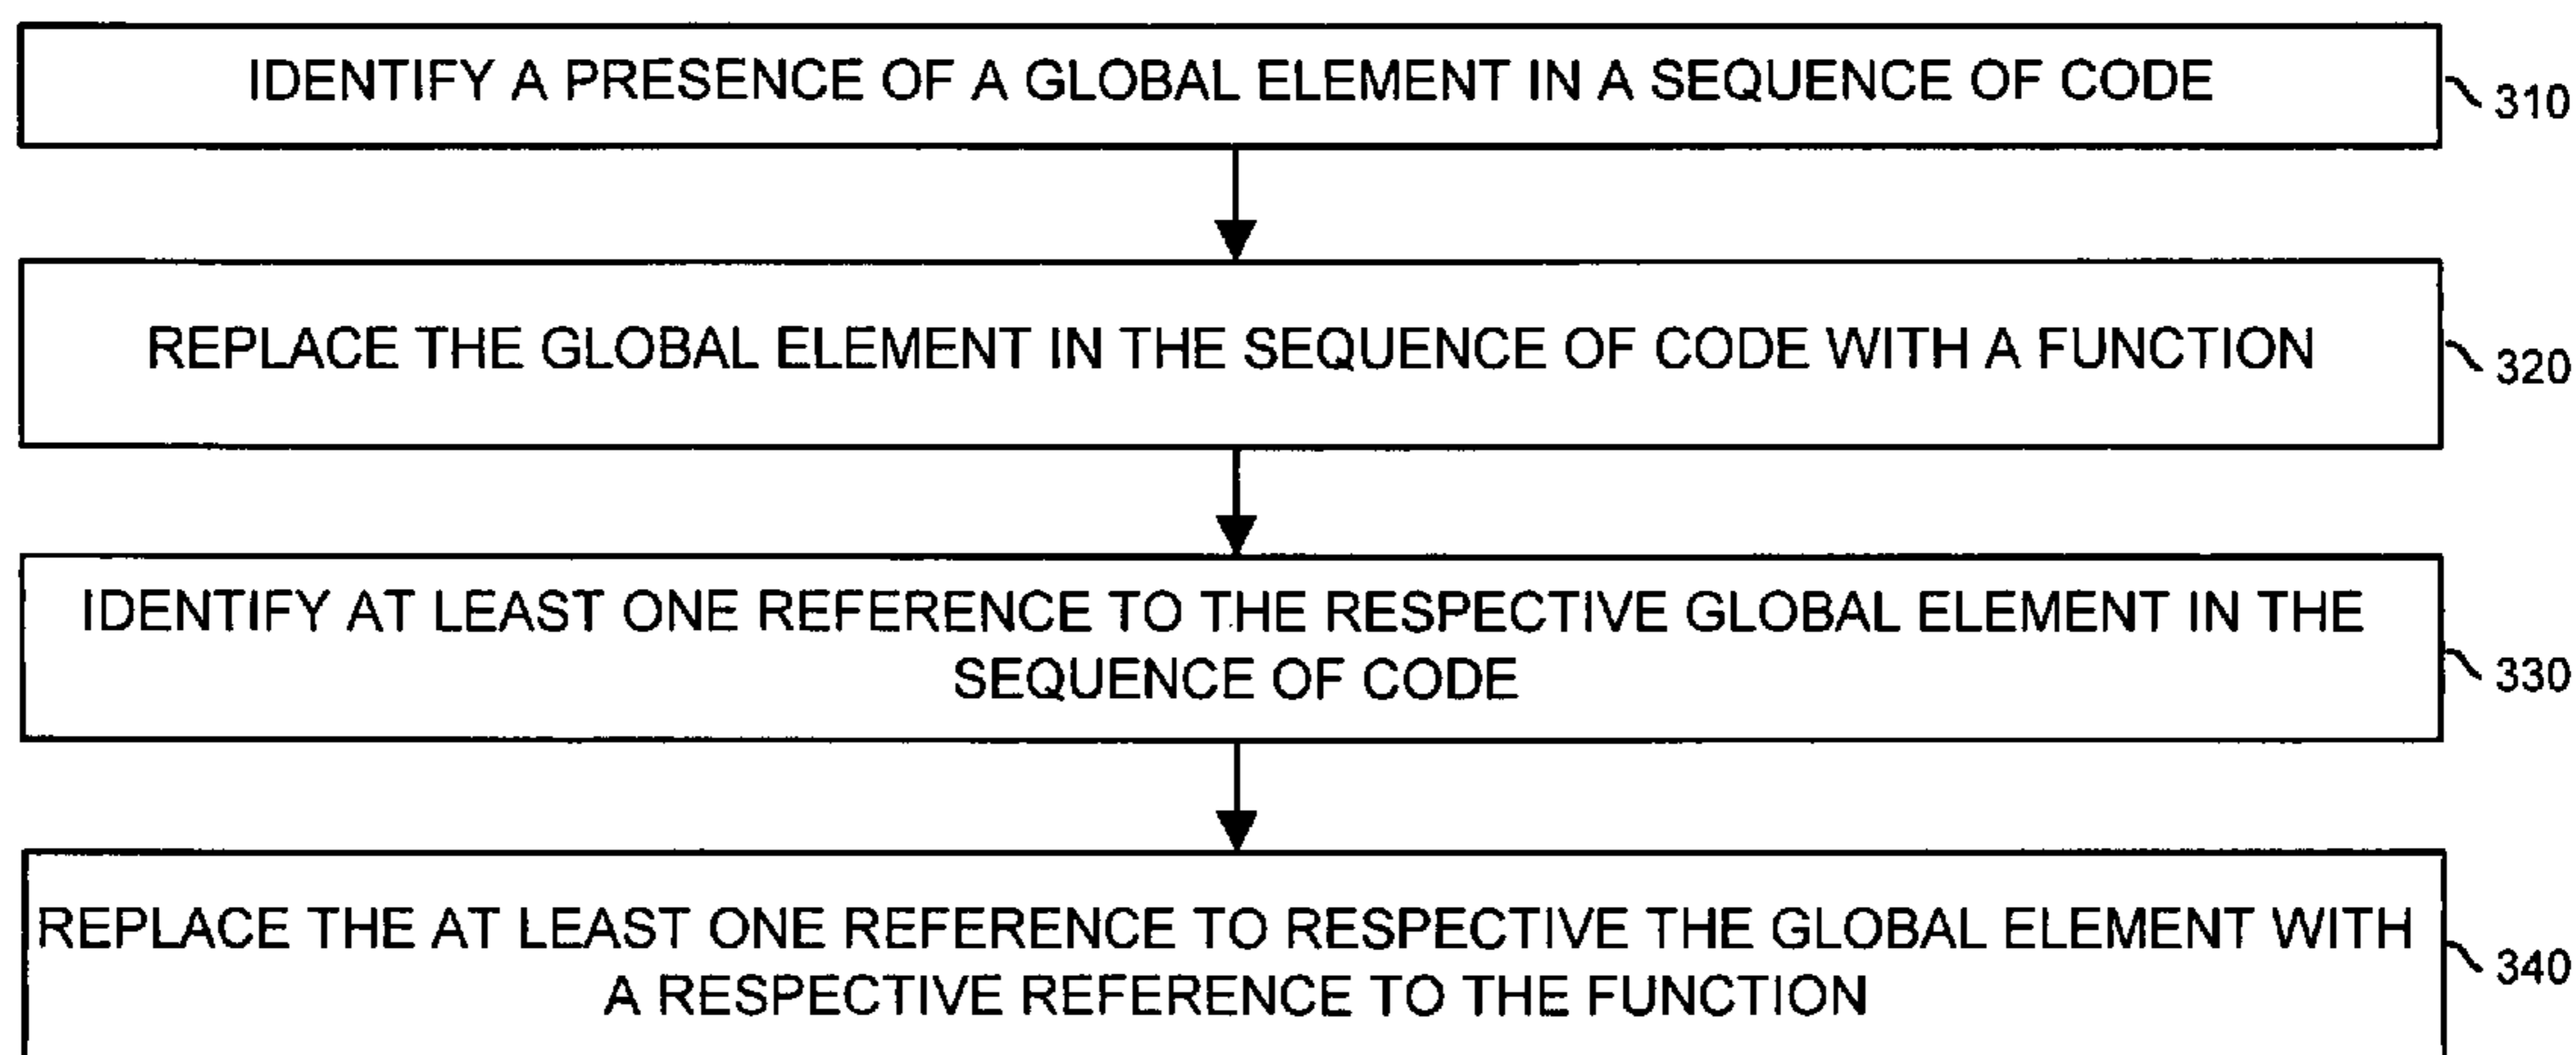 IDENTIFY A PRESENCE OF A GLOBAL ELEMENT IN A SEQUENCE OF CODE
310
REPLACE THE GLOBAL ELEMENT IN THE SEQUENCE OF CODE WITH A FUNCTION
320
IDENTIFY AT LEAST ONE REFERENCE TO THE RESPECTIVE GLOBAL ELEMENT IN THE
SEQUENCE OF CODE
330
REPLACE THE AT LEAST ONE REFERENCE TO RESPECTIVE THE GLOBAL ELEMENT WITH
A RESPECTIVE REFERENCE TO THE FUNCTION
340